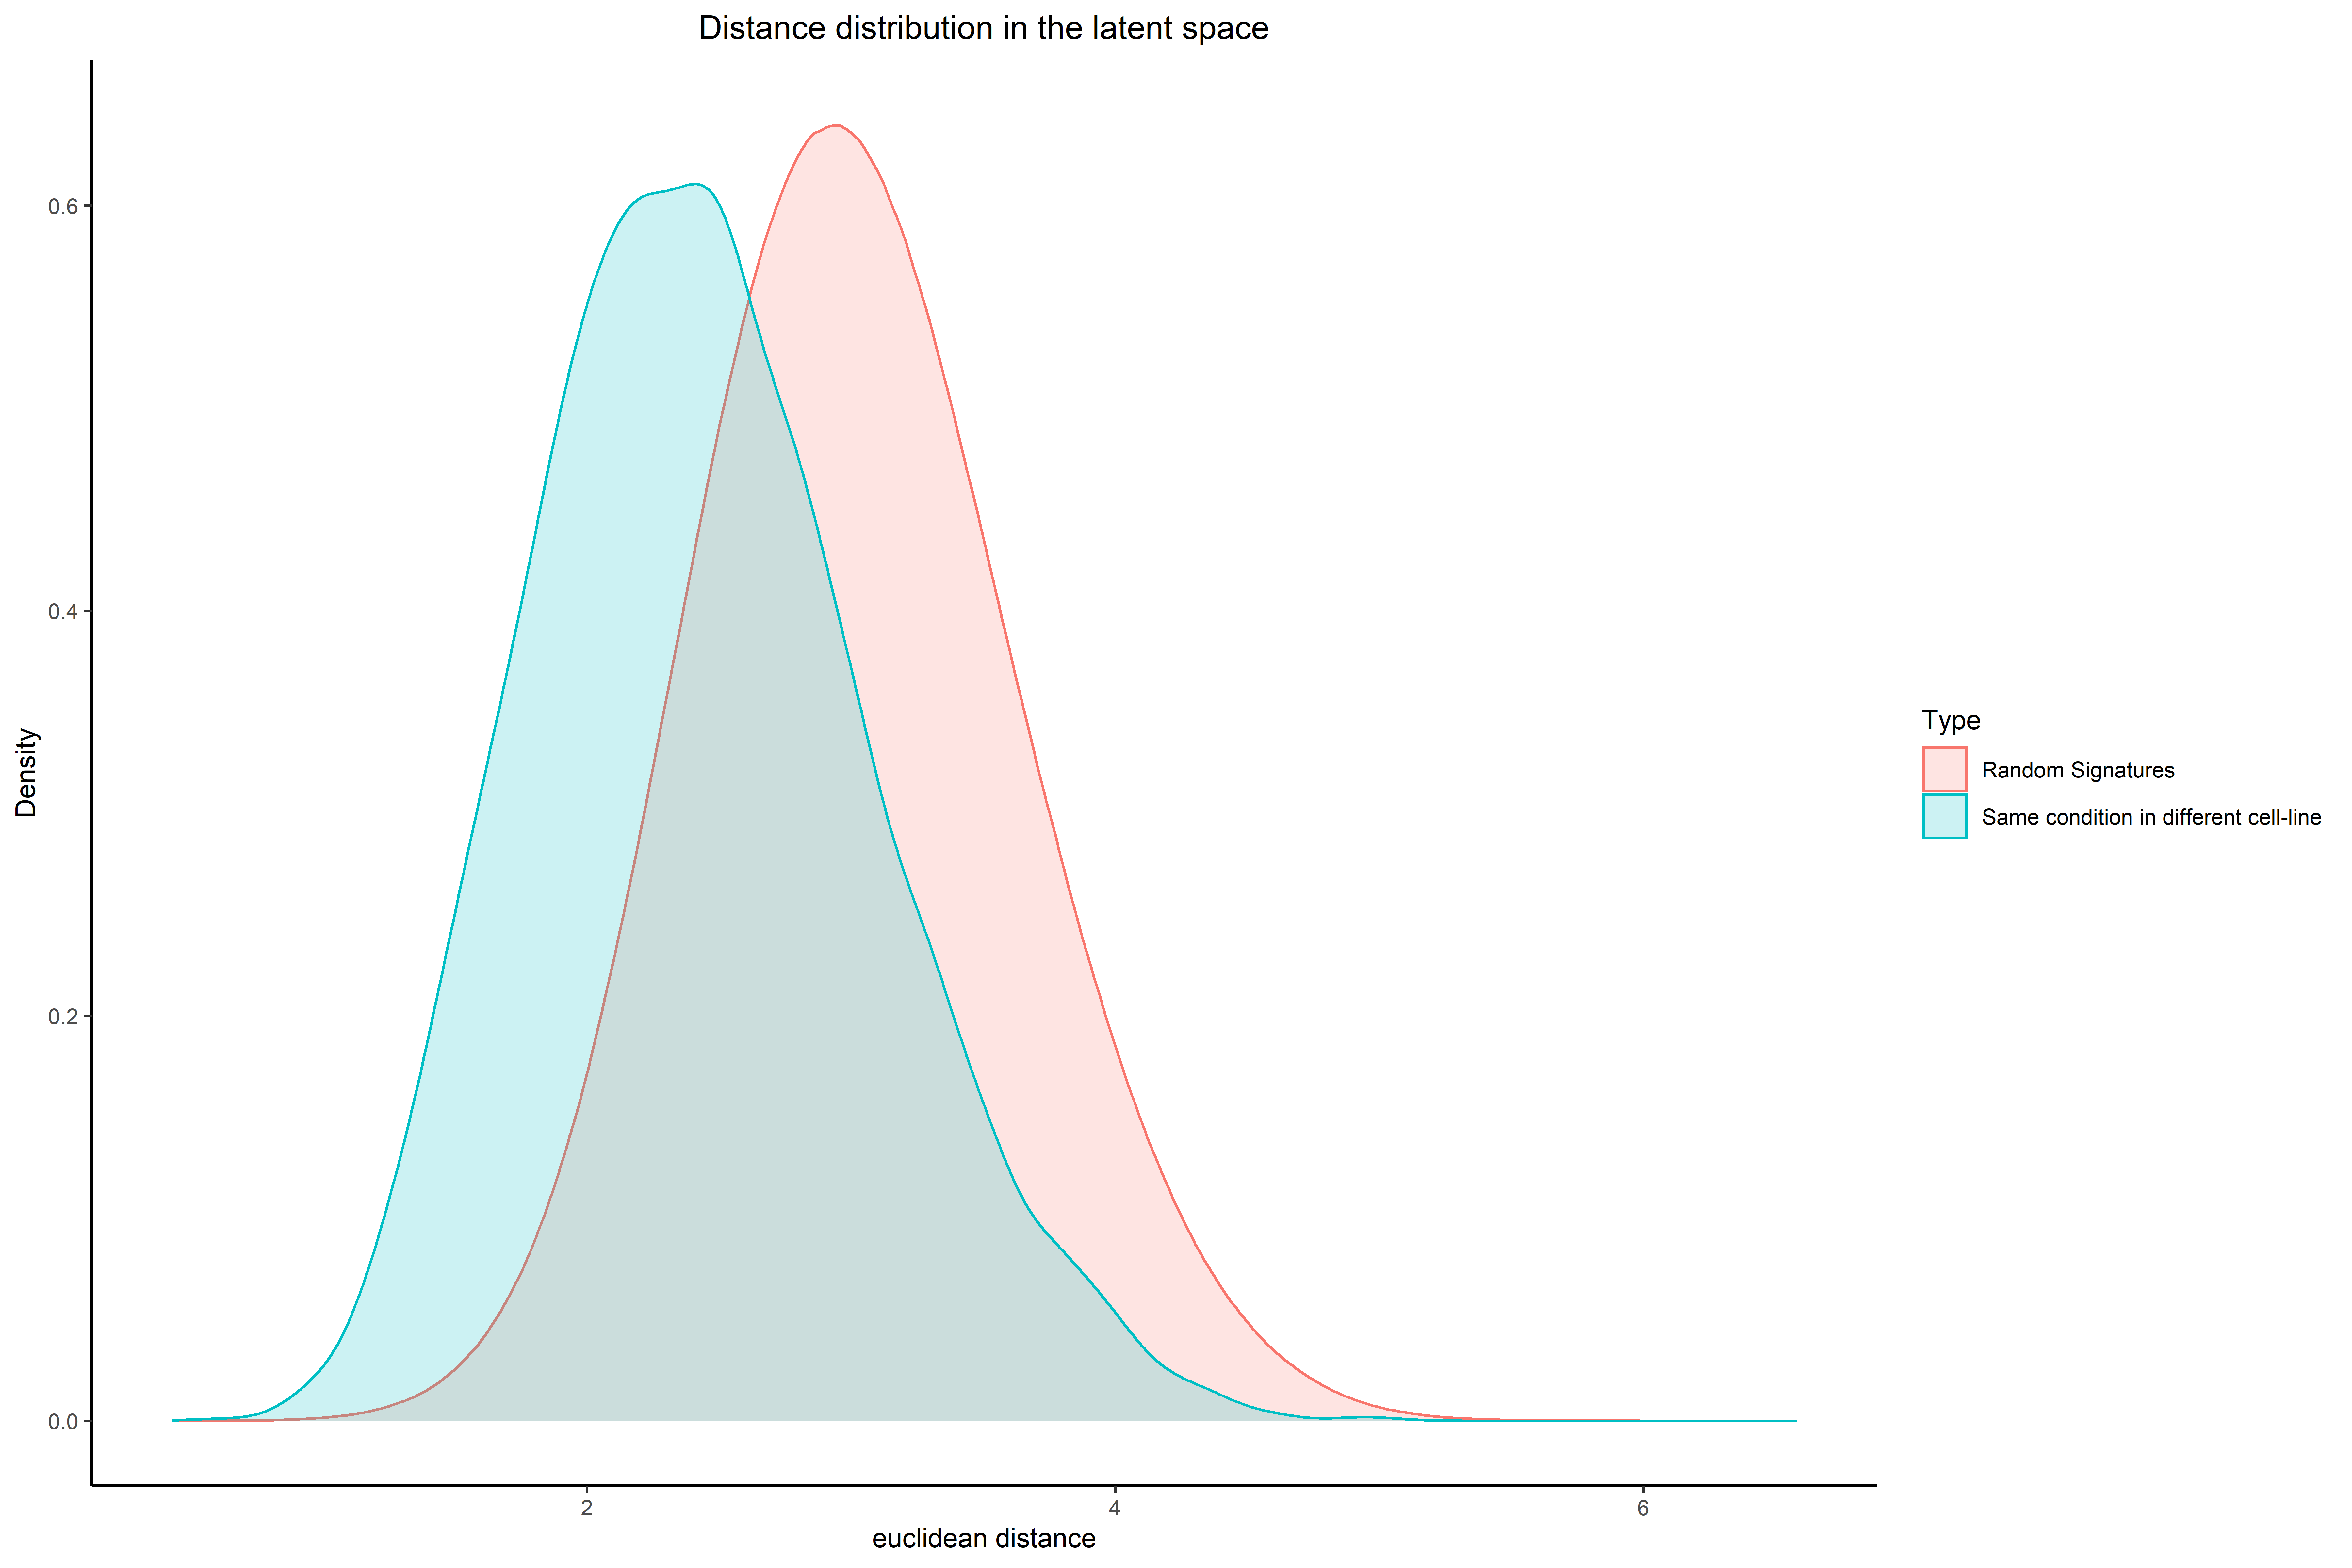 Distance distribution in the latent space
0.6
0.4
0.2
0.0
Density
2 4 6
euclidean distance
Type
Random Signatures
Same condition in different cell-line